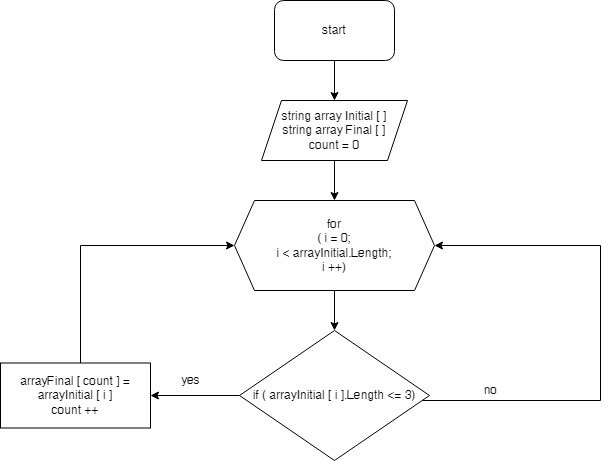 start
string array Initial [ ]
string array Final [ ]
count = 0
for
( i = 0;
i < arrayInitial.Length;
i ++)
if ( arrayInitial [ i ].Length <= 3)
yes
no
arrayFinal [ count ] =
arrayInitial [ i ]
count ++